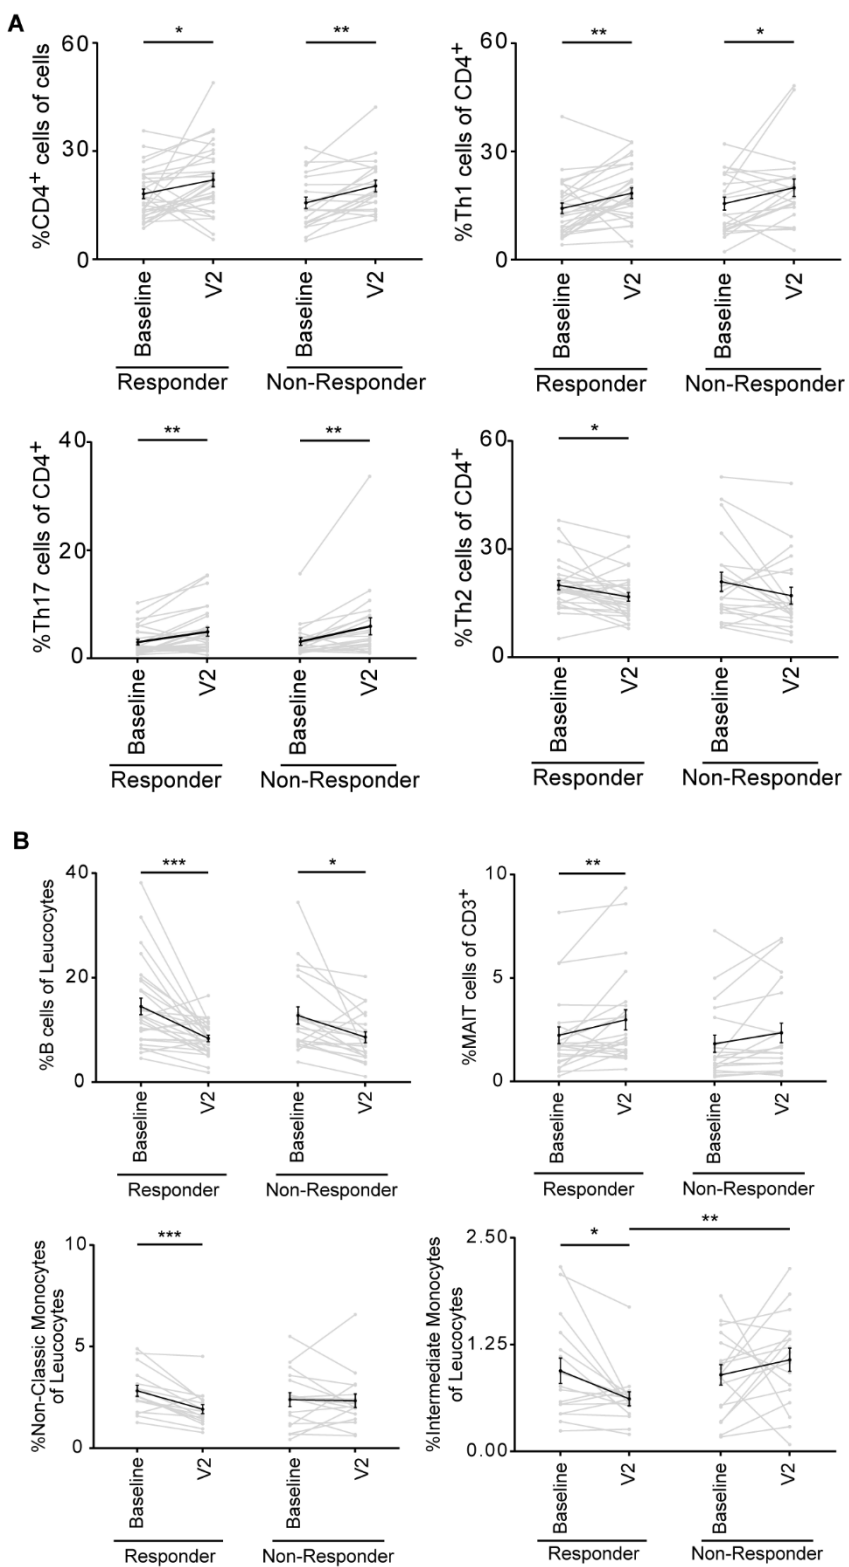 A
%CD4+ cells of cells
60
30
0
*
**
Baseline
V2
Baseline
V2
Responder
Non-Responder
%Th1 cells of CD4+
60
30
0
**
*
Baseline
V2
Baseline
V2
Responder
Non-Responder
%Th17 cells of CD4+
40
20
0
**
**
Baseline
V2
Baseline
V2
Responder
Non-Responder
%Th2 cells of CD4+
60
30
0
*
Baseline
V2
Baseline
V2
Responder
Non-Responder
B
%B cells of Leucocytes
40
20
0
***
*
Baseline
V2
Baseline
V2
Responder
Non-Responder
%MAIT cells of CD3+
10
5
0
**
Baseline
V2
Baseline
V2
Responder
Non-Responder
%Non-Classic Monocytes
of Leucocytes
10
5
0
***
Baseline
V2
Baseline
V2
Responder
Non-Responder
%Intermediate Monocytes
of Leucocytes
2.50
1.25
0.00
*
**
Baseline
V2
Baseline
V2
Responder
Non-Responder